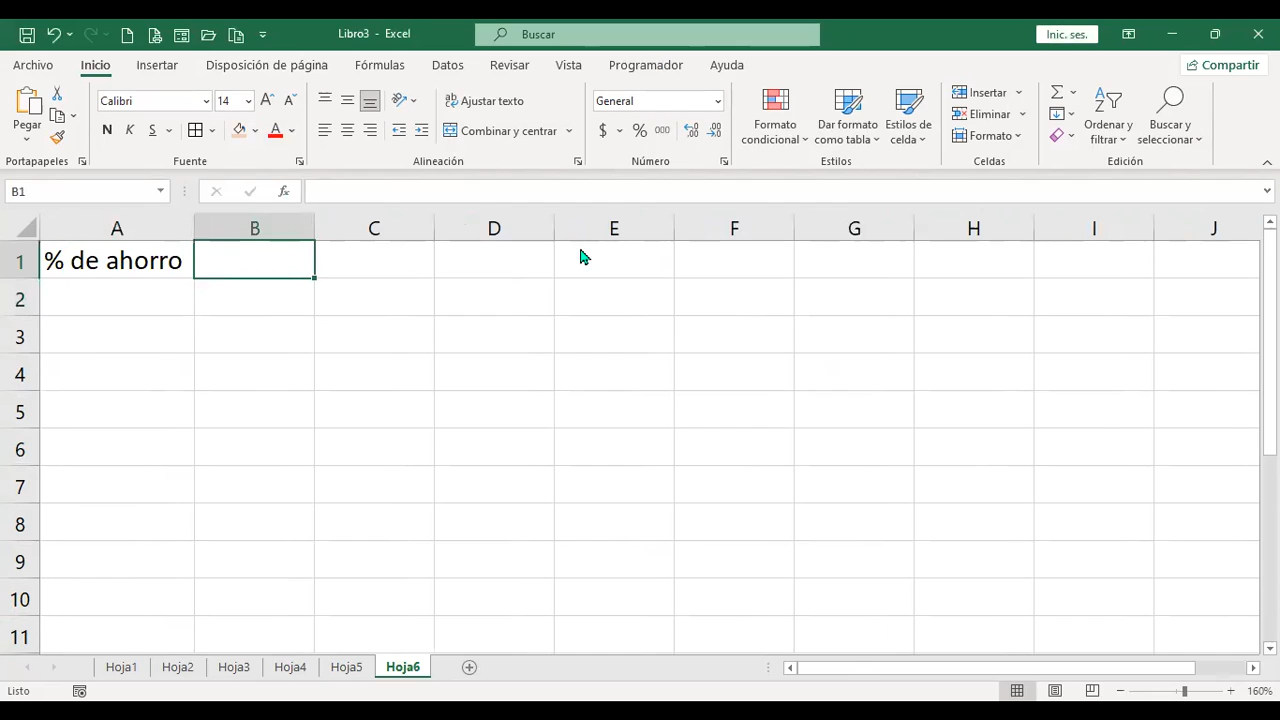 Libro3 - Excel
Buscar
Inic. ses.
Archivo Inicio Insertar Disposición de página Fórmulas Datos Revisar Vista Programador Ayuda
Compartir
Pegar
Portapapeles
Calibri 14
N K S
Fuente
Ajustar texto
Combinar y centrar
Alineación
General
$ % 000
Número
Formato condicional
Dar formato como tabla
Estilos de celda
Estilos
Insertar
Eliminar
Formato
Celdas
Ordenar y filtrar
Buscar y seleccionar
Edición
B1
fx
A B C D E F G H I J
1 % de ahorro
2
3
4
5
6
7
8
9
10
11
Hoja1 Hoja2 Hoja3 Hoja4 Hoja5 Hoja6
Listo
160%